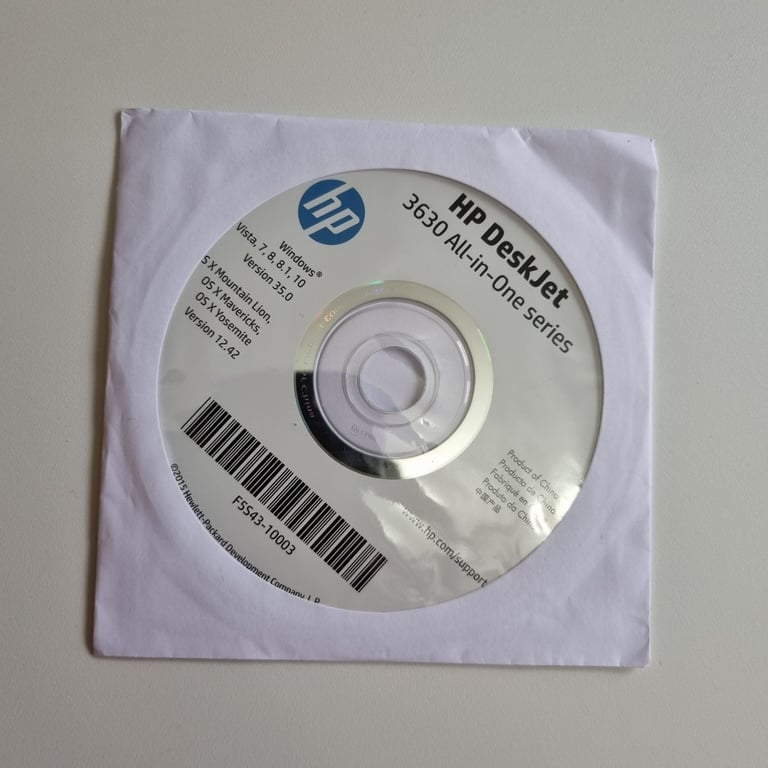 hp
HP DeskJet
3630 All-in-One series
Windows®
Vista, 7, 8, 8.1, 10
Version 35.0
S X Mountain Lion,
OS X Mavericks,
OS X Yosemite
Version 12.42
F5S43-10003
©2015 Hewlett-Packard Development Company, L.P.
Product of China
Producto de China
Fabriqué en
Produto da Chi
中国产品
www.hp.com/support